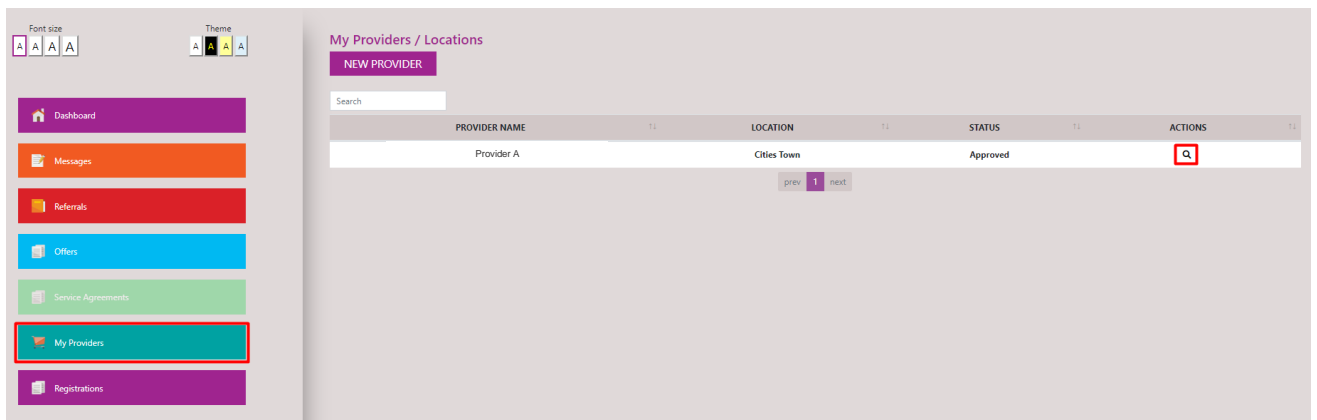 Font size
Theme
A A A A
A A A A
Dashboard
Messages
Referrals
Offers
Service Agreements
My Providers
Registrations
My Providers / Locations
NEW PROVIDER
Search
PROVIDER NAME LOCATION STATUS ACTIONS
Provider A Cities Town Approved
prev 1 next